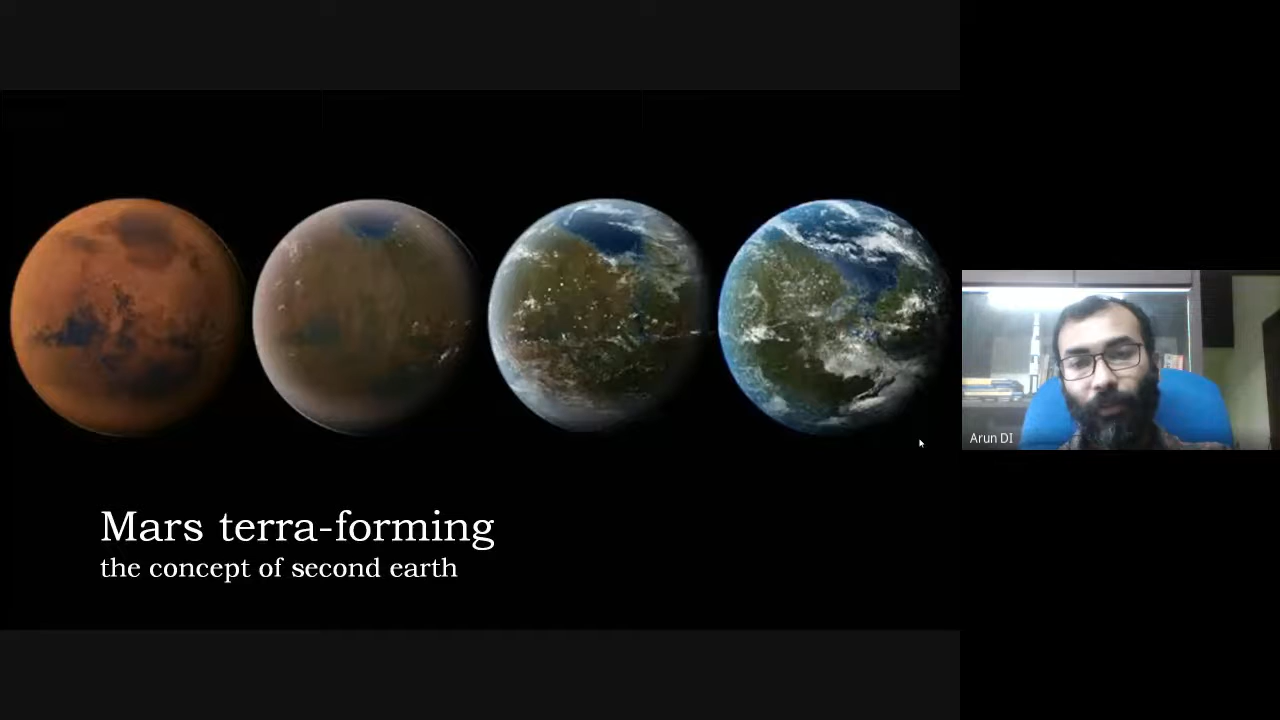 Mars terra-forming
the concept of second earth
Arun DI